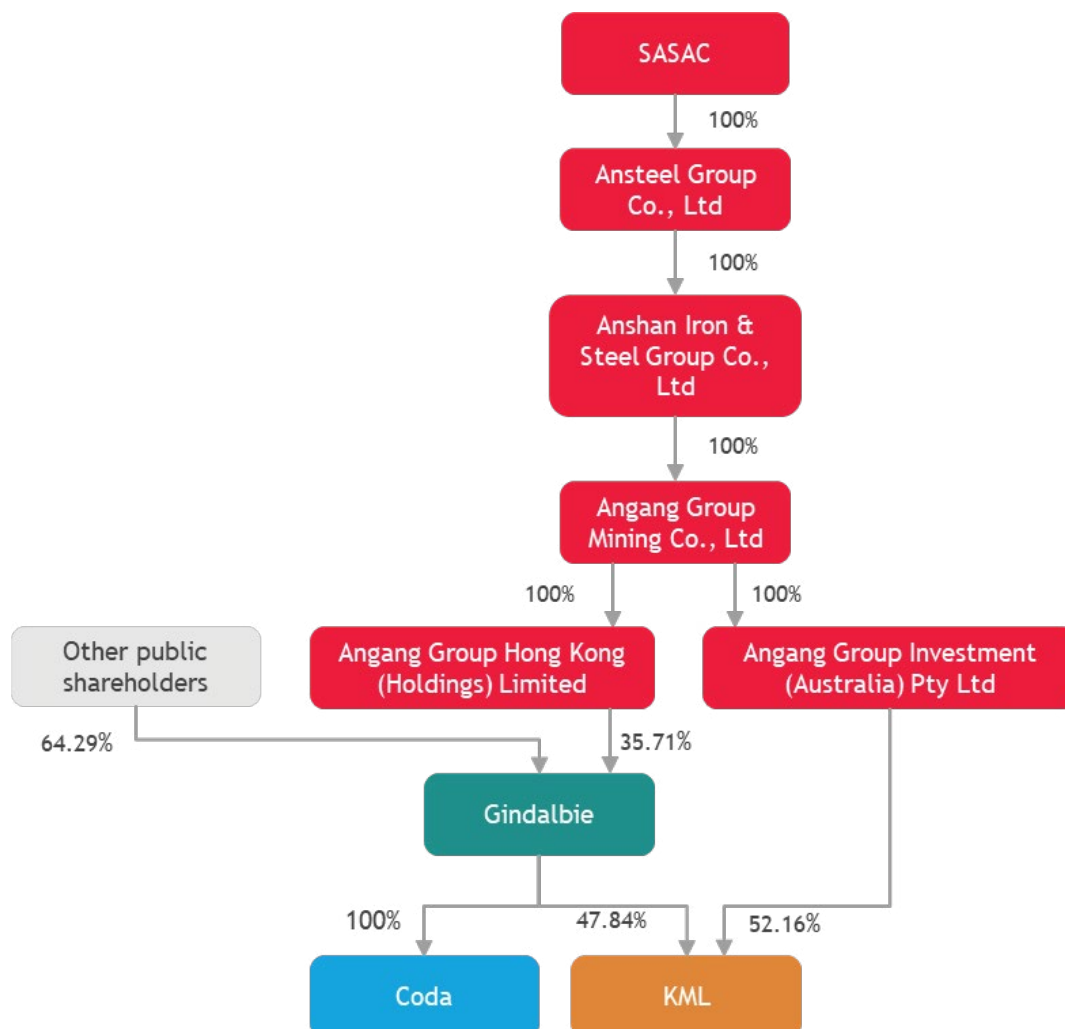 SASAC
100%
Ansteel Group
Co., Ltd
100%
Anshan Iron &
Steel Group Co.,
Ltd
100%
Angang Group
Mining Co., Ltd
100%
100%
Other public
shareholders
Angang Group Hong Kong
(Holdings) Limited
Angang Group Investment
(Australia) Pty Ltd
64.29%
35.71%
Gindalbie
100%
47.84%
52.16%
Coda
KML